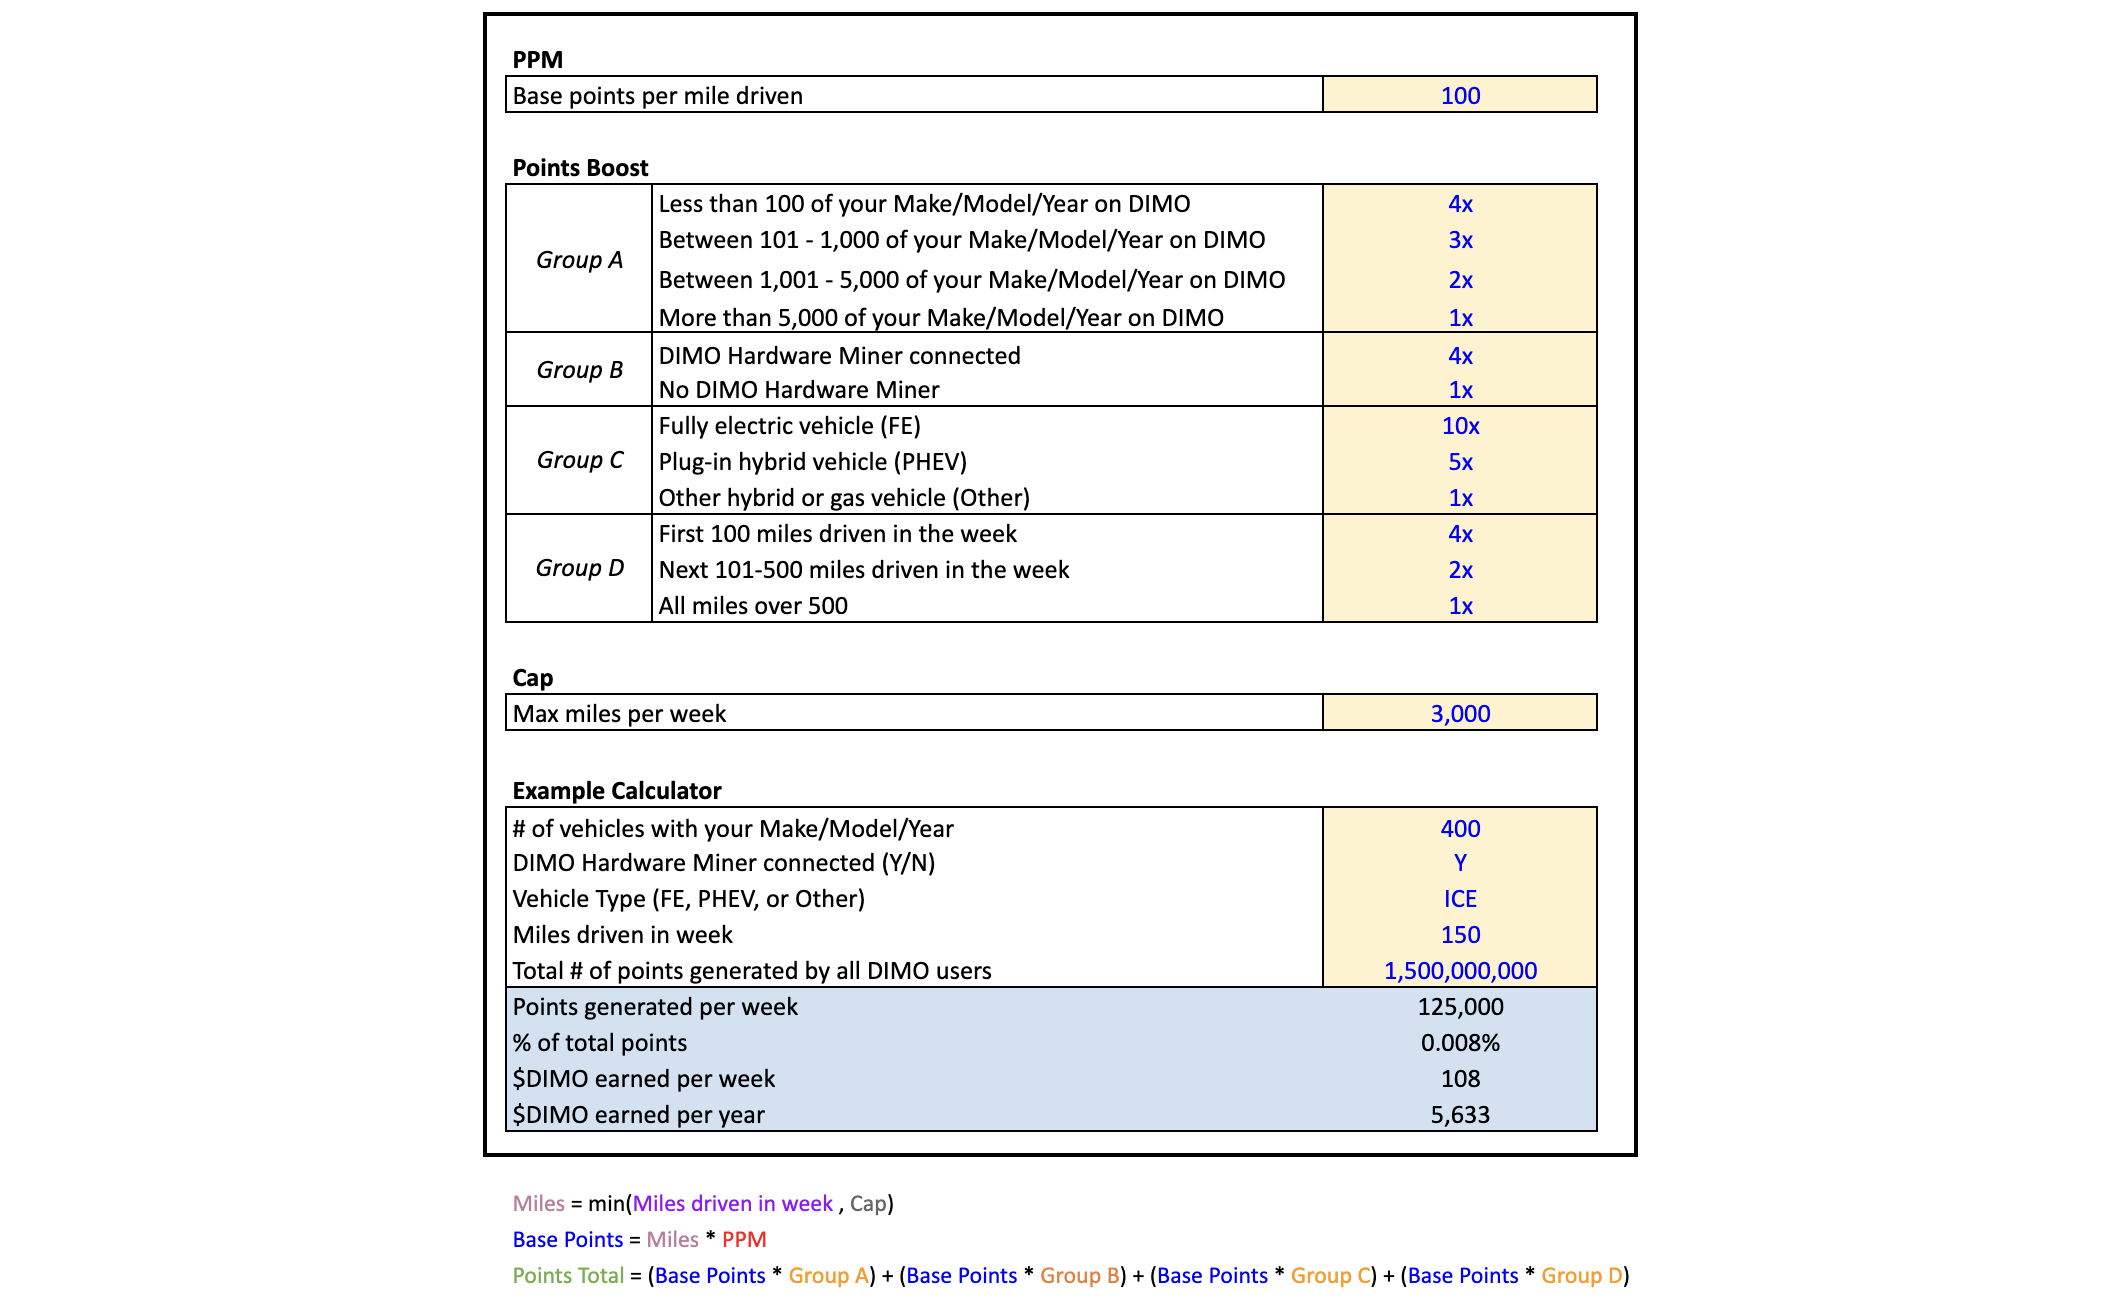 PPM
Base points per mile driven 100
Points Boost
Group A
Less than 100 of your Make/Model/Year on DIMO 4x
Between 101 - 1,000 of your Make/Model/Year on DIMO 3x
Between 1,001 - 5,000 of your Make/Model/Year on DIMO 2x
More than 5,000 of your Make/Model/Year on DIMO 1x
Group B
DIMO Hardware Miner connected 4x
No DIMO Hardware Miner 1x
Group C
Fully electric vehicle (FE) 10x
Plug-in hybrid vehicle (PHEV) 5x
Other hybrid or gas vehicle (Other) 1x
Group D
First 100 miles driven in the week 4x
Next 101-500 miles driven in the week 2x
All miles over 500 1x
Cap
Max miles per week 3,000
Example Calculator
# of vehicles with your Make/Model/Year 400
DIMO Hardware Miner connected (Y/N) Y
Vehicle Type (FE, PHEV, or Other) ICE
Miles driven in week 150
Total # of points generated by all DIMO users 1,500,000,000
Points generated per week 125,000
% of total points 0.008%
$DIMO earned per week 108
$DIMO earned per year 5,633
Miles = min(Miles driven in week , Cap)
Base Points = Miles * PPM
Points Total = (Base Points * Group A) + (Base Points * Group B) + (Base Points * Group C) + (Base Points * Group D)